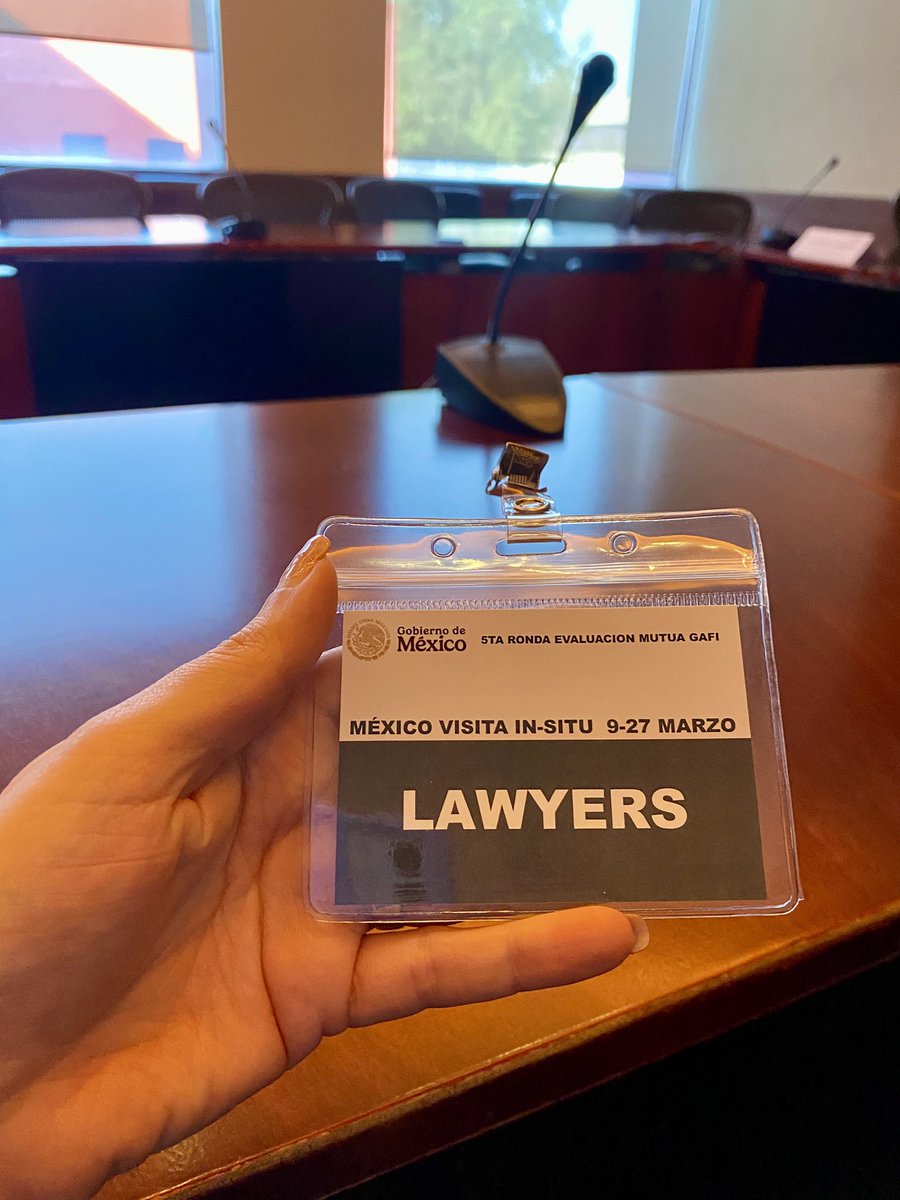 Gobierno de
México
5TA RONDA EVALUACION MUTUA GAFI
MÉXICO VISITA IN-SITU 9-27 MARZO
LAWYERS